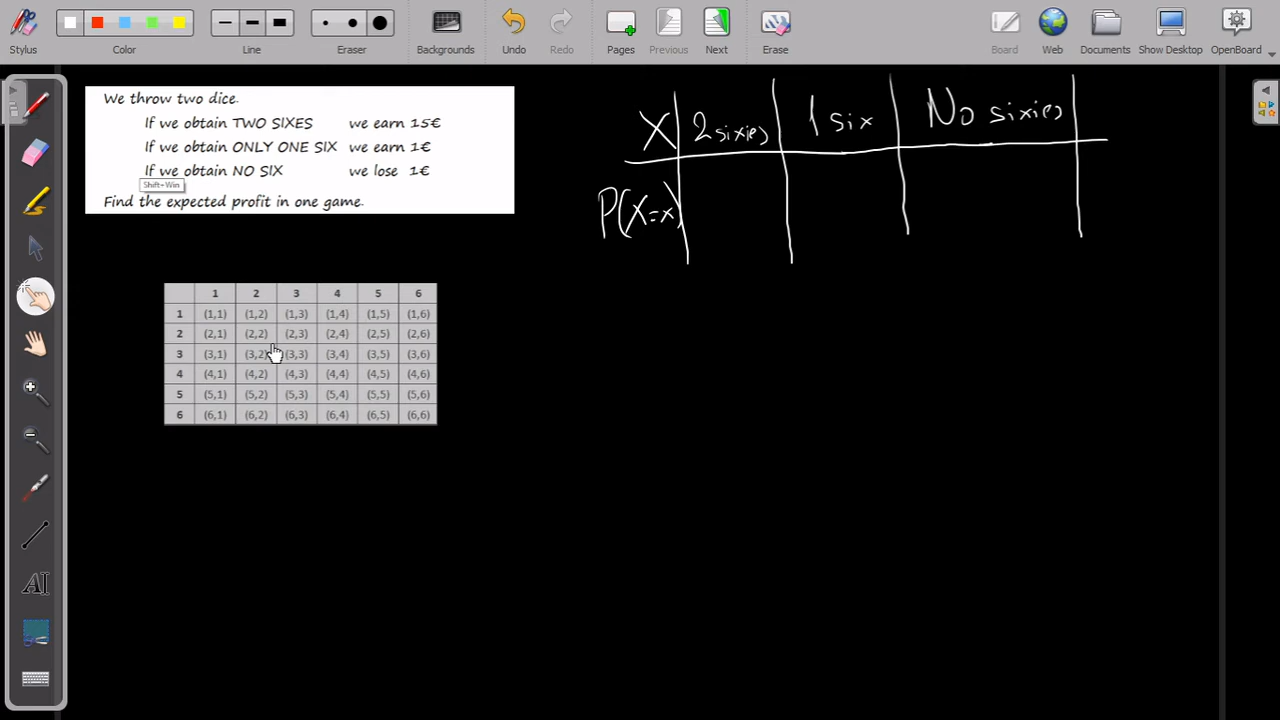 Stylus Color Line Eraser Backgrounds Undo Redo Pages Previous Next Erase Board Web Documents Show Desktop OpenBoard
We throw two dice.
If we obtain TWO SIXES we earn 15€
If we obtain ONLY ONE SIX we earn 1€
If we obtain NO SIX we lose 1€
Shift+Win
Find the expected profit in one game.
X 2 sixies 1 six No sixies
P(X=x)
1 2 3 4 5 6
1 (1,1) (1,2) (1,3) (1,4) (1,5) (1,6)
2 (2,1) (2,2) (2,3) (2,4) (2,5) (2,6)
3 (3,1) (3,2) (3,3) (3,4) (3,5) (3,6)
4 (4,1) (4,2) (4,3) (4,4) (4,5) (4,6)
5 (5,1) (5,2) (5,3) (5,4) (5,5) (5,6)
6 (6,1) (6,2) (6,3) (6,4) (6,5) (6,6)
AI